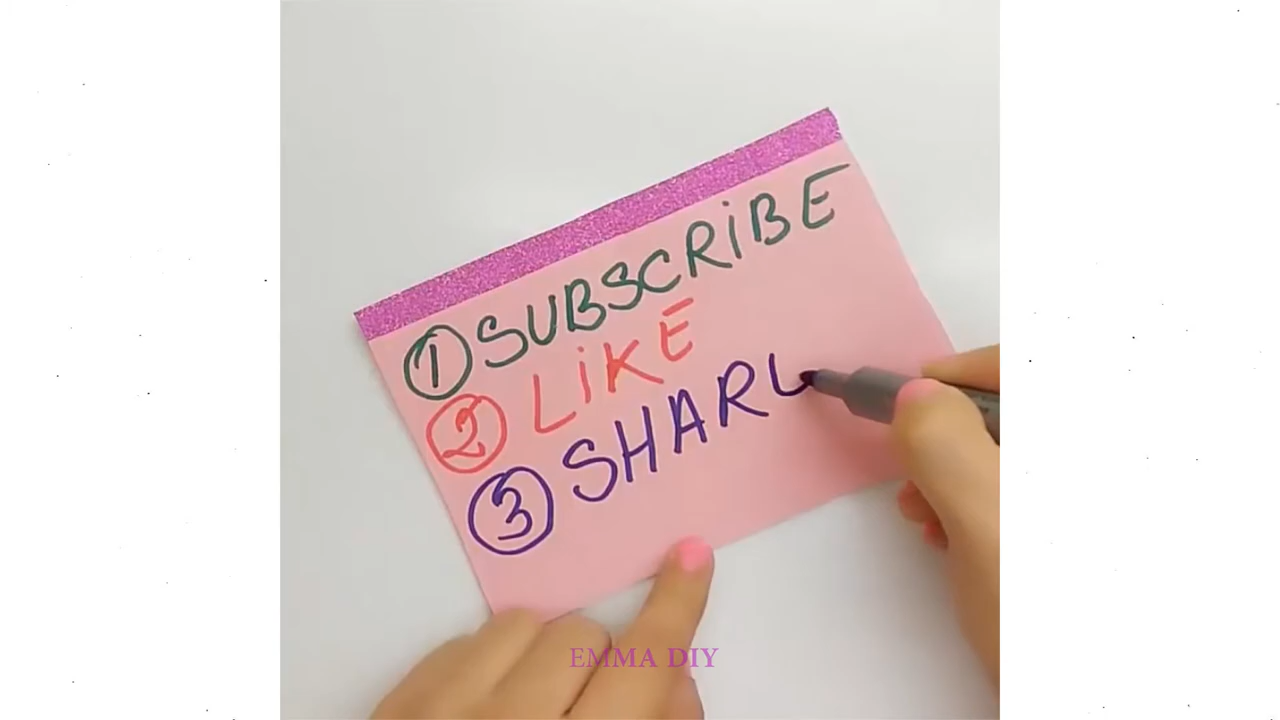 ① SUBSCRIBE
② LIKE
③ SHAR
EMMA DIY